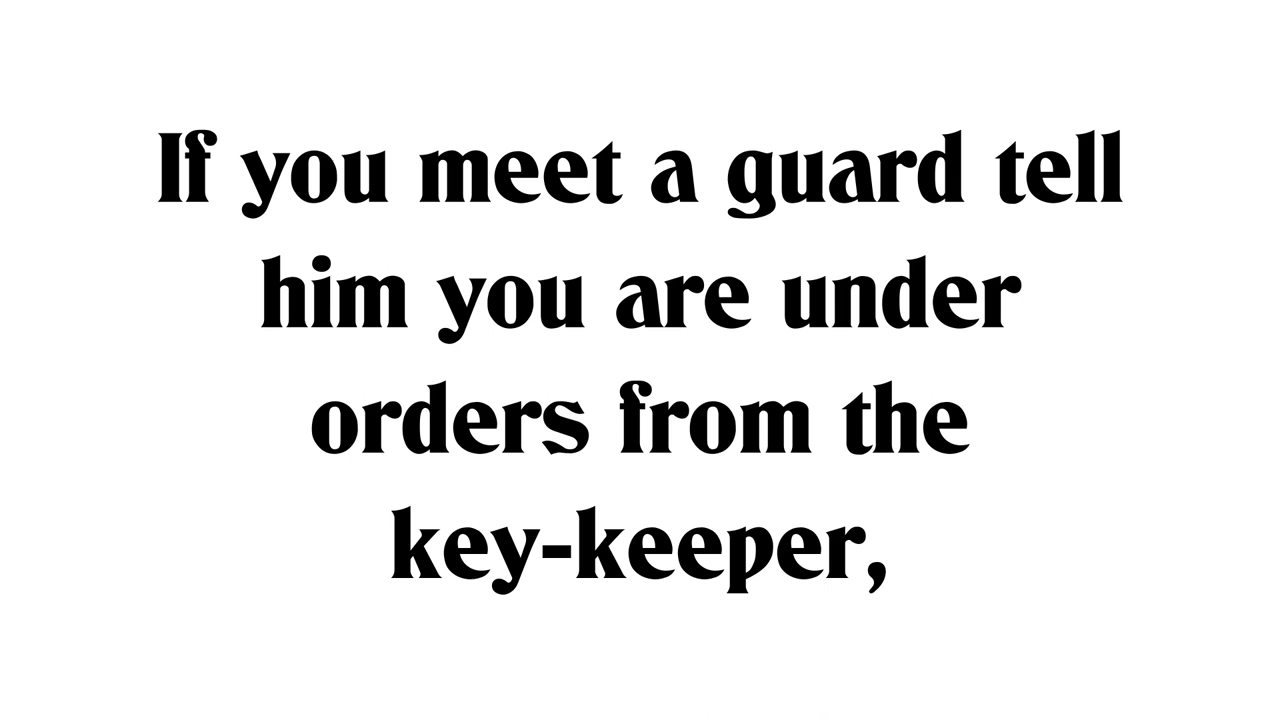 If you meet a guard tell
him you are under
orders from the
key-keeper,